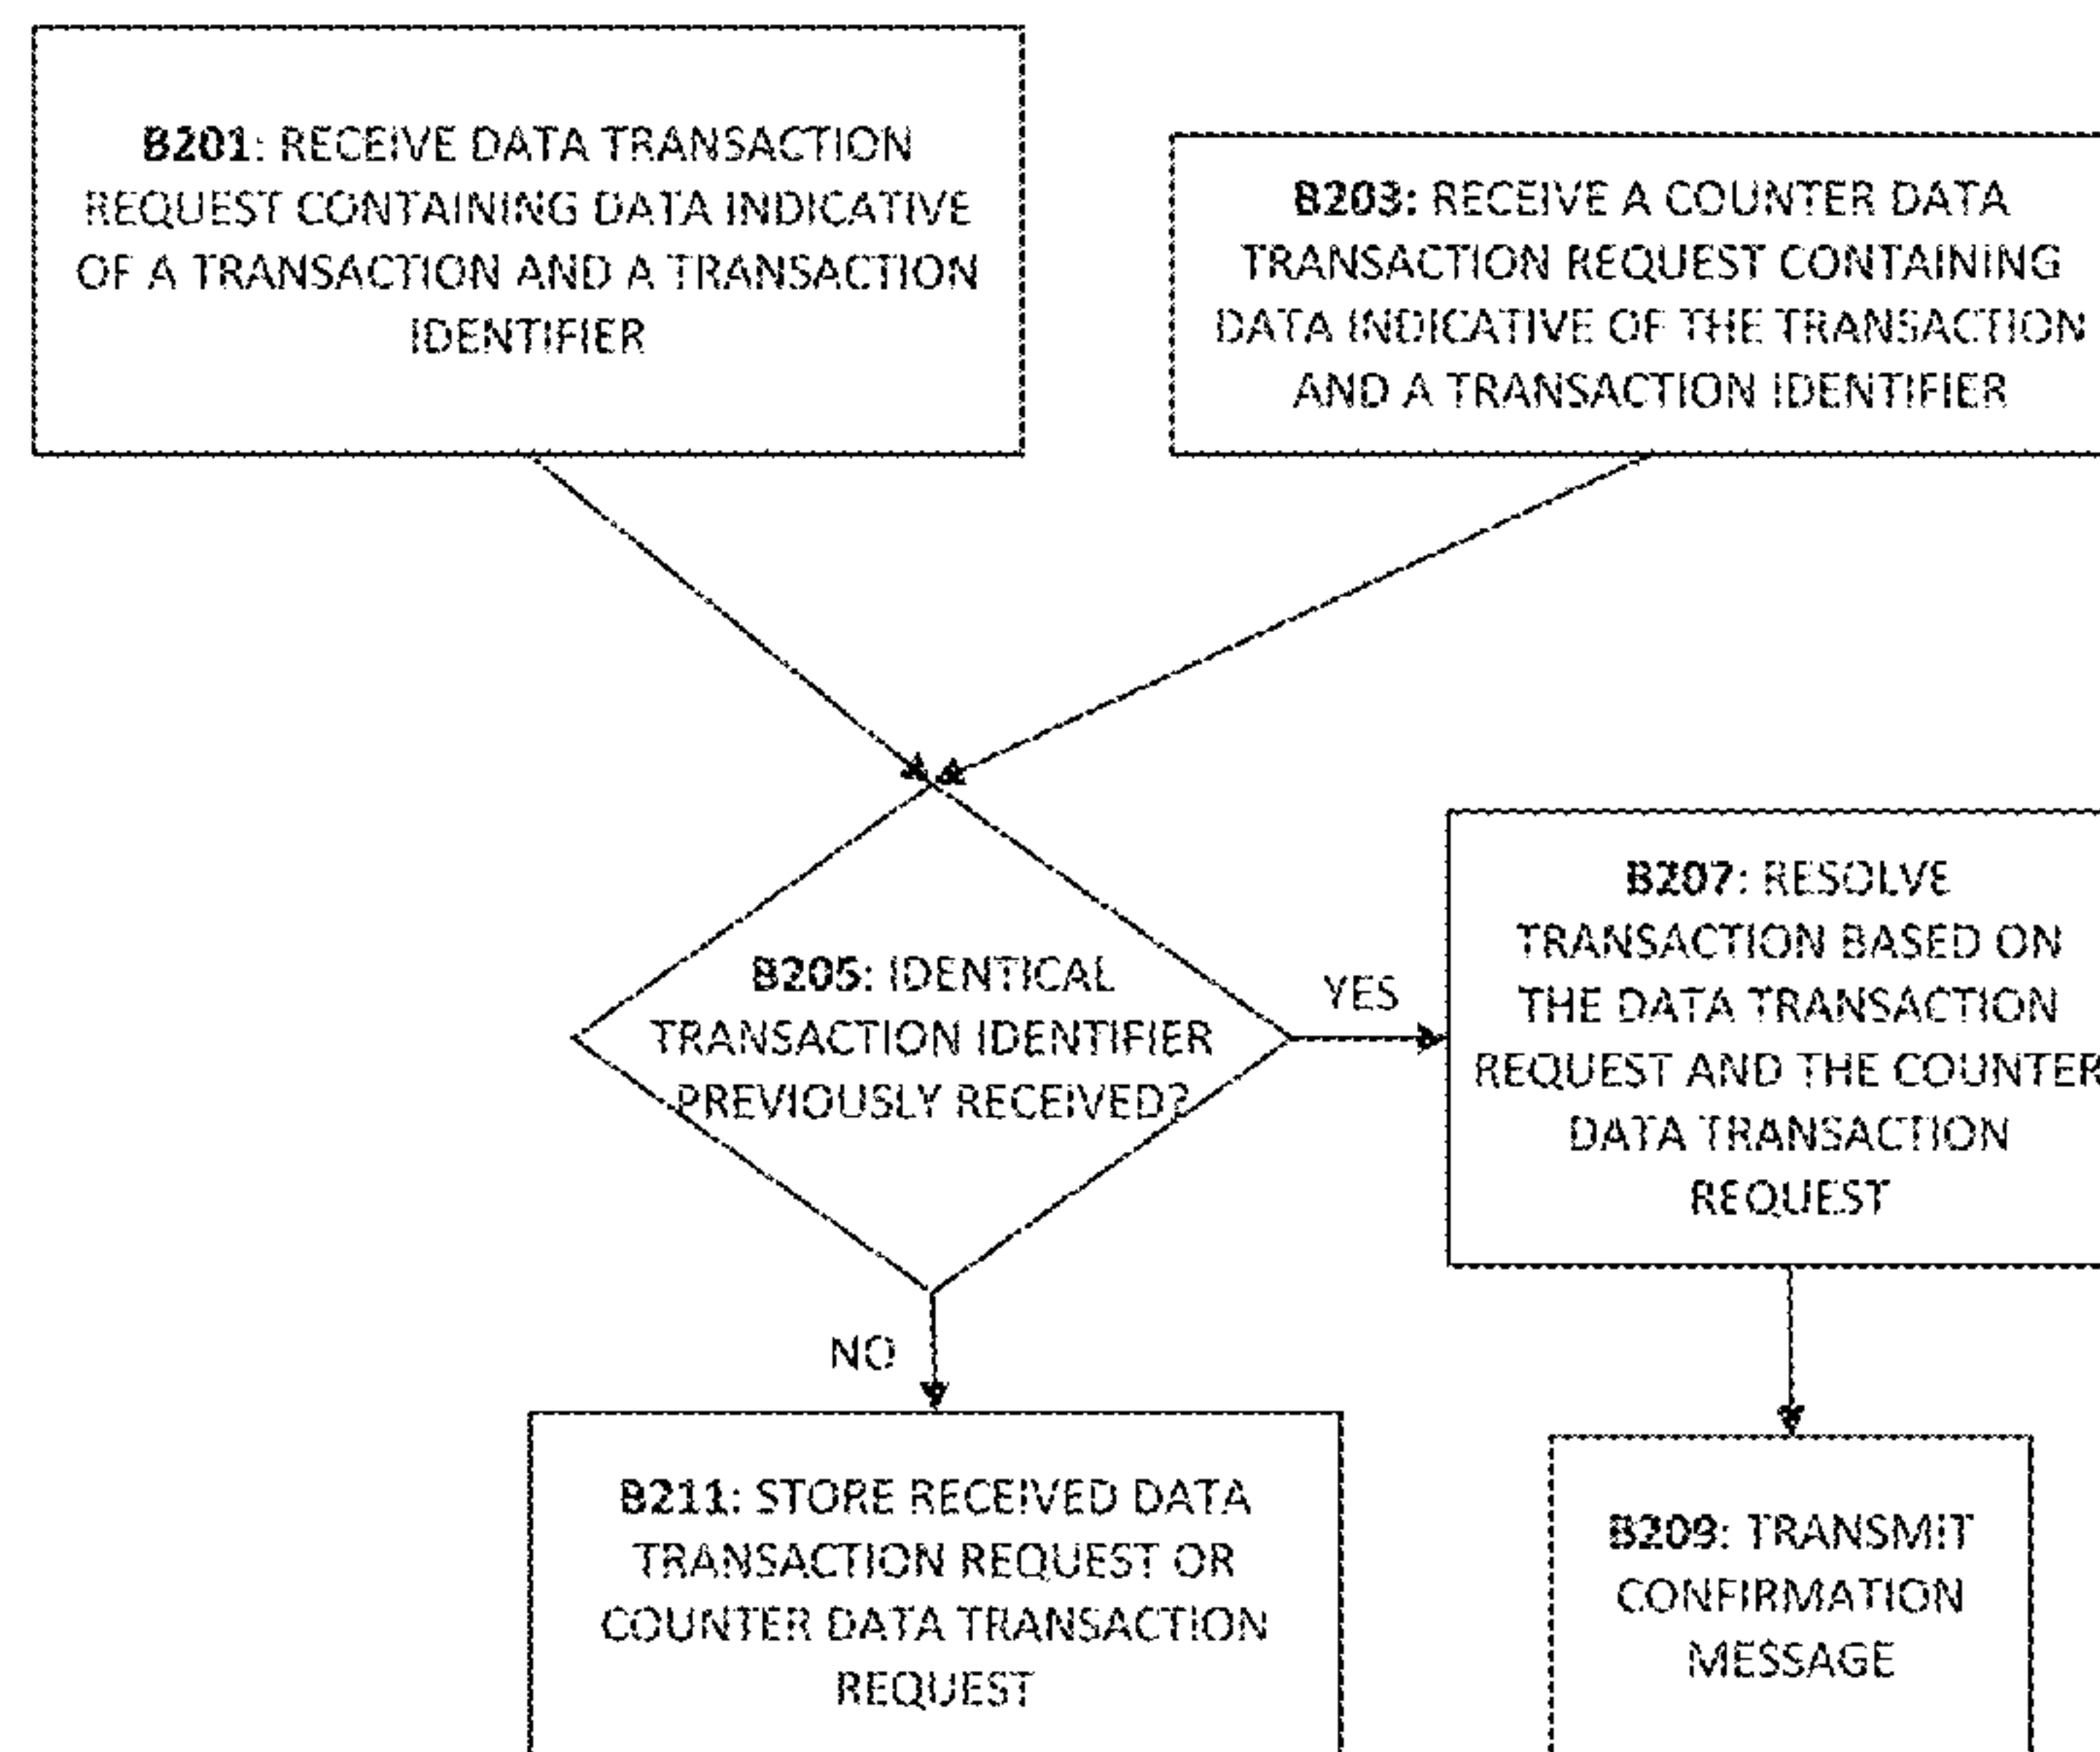 B201: RECEIVE DATA TRANSACTION
REQUEST CONTAINING DATA INDICATIVE
OF A TRANSACTION AND A TRANSACTION
IDENTIFIER
B203: RECEIVE A COUNTER DATA
TRANSACTION REQUEST CONTAINING
DATA INDICATIVE OF THE TRANSACTION
AND A TRANSACTION IDENTIFIER
B205: IDENTICAL
TRANSACTION IDENTIFIER
PREVIOUSLY RECEIVED?
YES
B207: RESOLVE
TRANSACTION BASED ON
THE DATA TRANSACTION
REQUEST AND THE COUNTER
DATA TRANSACTION
REQUEST
NO
B211: STORE RECEIVED DATA
TRANSACTION REQUEST OR
COUNTER DATA TRANSACTION
REQUEST
B209: TRANSMIT
CONFIRMATION
MESSAGE